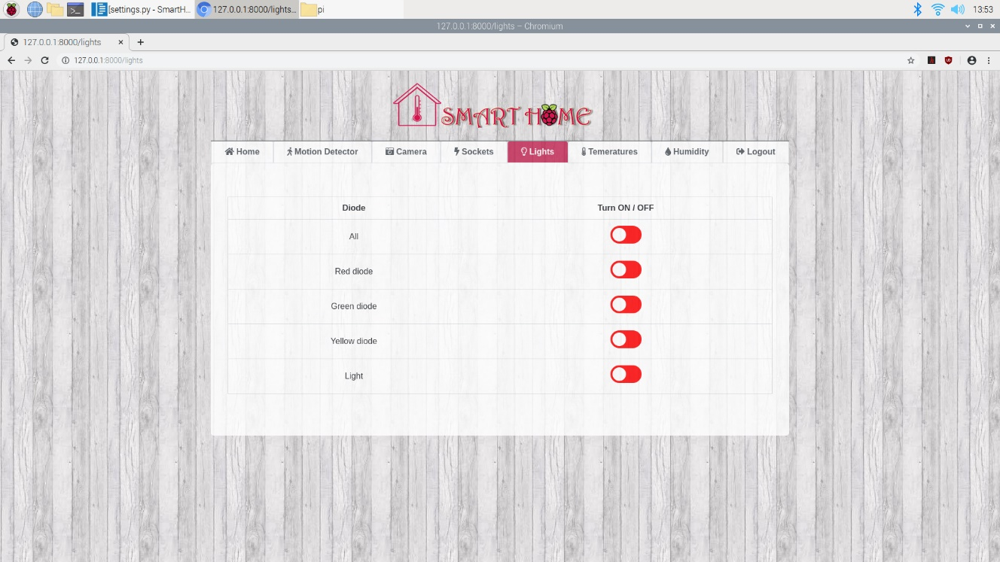 [settings.py - SmartH... 127.0.0.1:8000/lights... pi 13:53
127.0.0.1:8000/lights – Chromium
127.0.0.1:8000/lights
127.0.0.1:8000/lights
SMART HOME
Home Motion Detector Camera Sockets Lights Temeratures Humidity Logout
Diode Turn ON / OFF
All
Red diode
Green diode
Yellow diode
Light